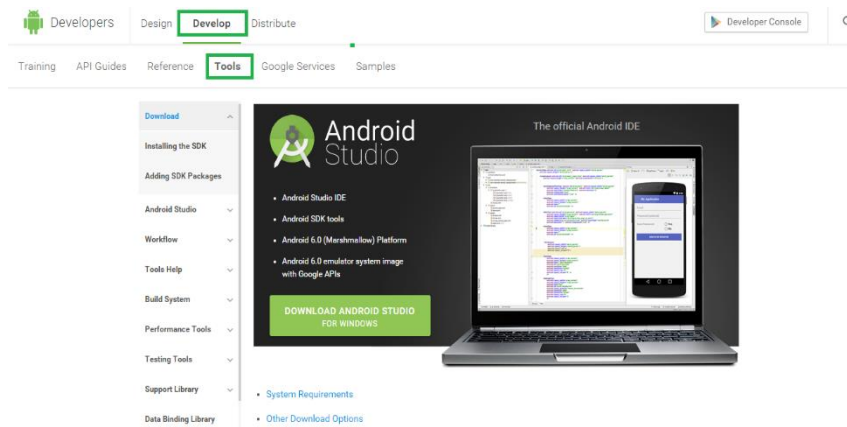 Developers Design Develop Distribute Developer Console
Training API Guides Reference Tools Google Services Samples
Download
Installing the SDK
Adding SDK Packages
Android Studio
Workflow
Tools Help
Build System
Performance Tools
Testing Tools
Support Library
Data Binding Library
Android
Studio
The official Android IDE
• Android Studio IDE
• Android SDK tools
• Android 6.0 (Marshmallow) Platform
• Android 6.0 emulator system image
with Google APIs
DOWNLOAD ANDROID STUDIO
FOR WINDOWS
• System Requirements
• Other Download Options